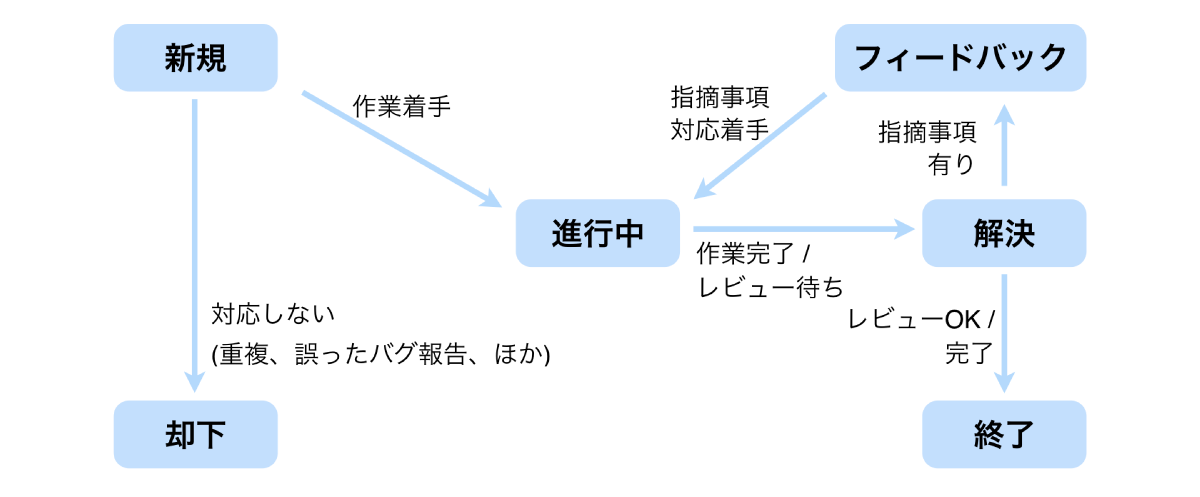 新規
フィードバック
作業着手
指摘事項
対応着手
指摘事項
有り
進行中
解決
作業完了 /
レビュー待ち
対応しない
(重複、誤ったバグ報告、ほか)
レビューOK /
完了
却下
終了